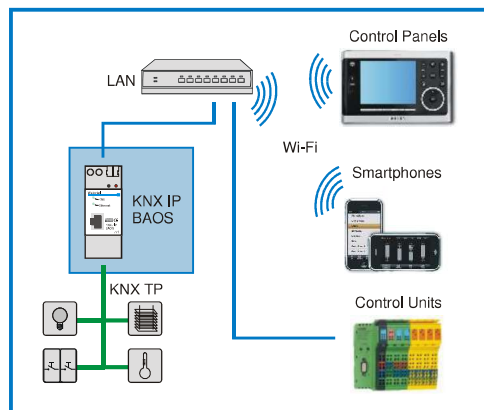 Control Panels
LAN
Wi-Fi
Smartphones
KNX IP
BAOS
KNX TP
Control Units